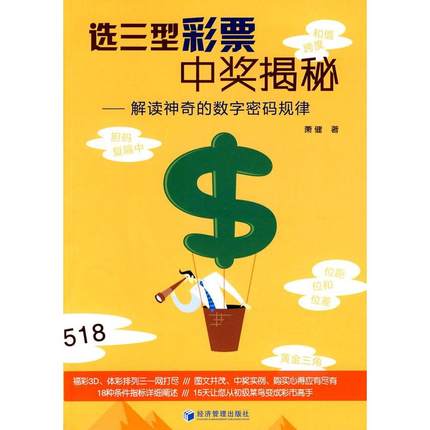 选三型彩票
中奖揭秘
——解读神奇的数字密码规律
萧健 著
和值
跨度
胆码
复隔中
位距
位和
位差
黄金三角
518
福彩3D、体彩排列三一网打尽 /// 图文并茂、中奖实例、购买心得应有尽有
18种条件指标详细阐述 /// 15天让您从初级菜鸟变成彩市高手
经济管理出版社